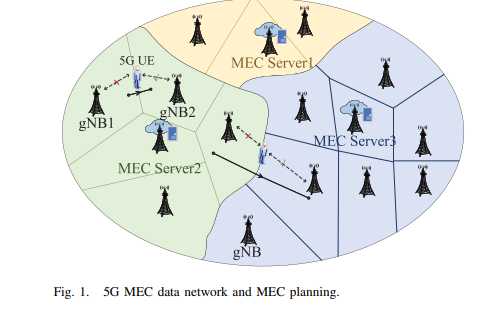 MEC Server1
5G UE
gNB1
gNB2
MEC Server2
MEC Server3
gNB
Fig. 1. 5G MEC data network and MEC planning.